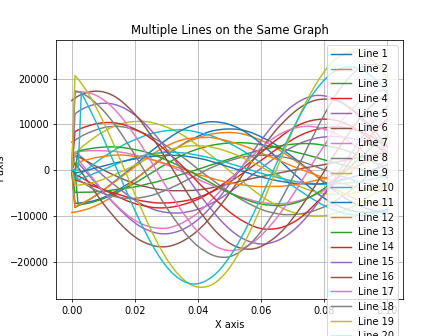 Multiple Lines on the Same Graph
20000
10000
0
−10000
−20000
0.00
0.02
0.04
0.06
X axis
Line 1
Line 2
Line 3
Line 4
Line 5
Line 6
Line 7
Line 8
Line 9
Line 10
Line 11
Line 12
Line 13
Line 14
Line 15
Line 16
Line 17
Line 18
Line 19
Line 20